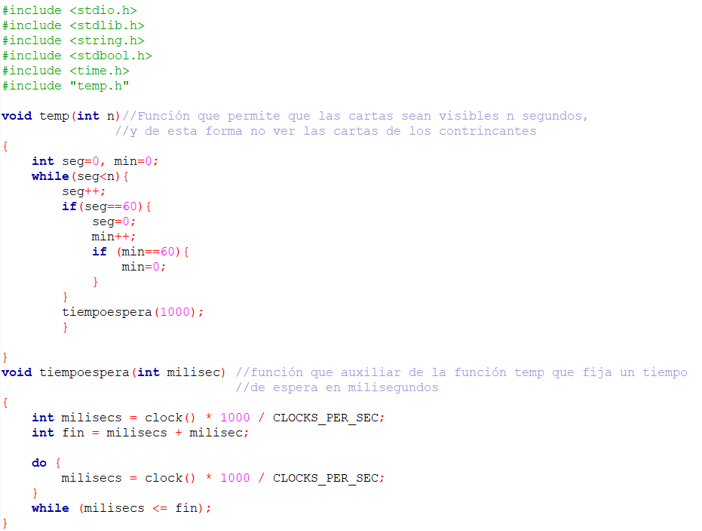 #include <stdio.h>
#include <stdlib.h>
#include <string.h>
#include <stdbool.h>
#include <time.h>
#include "temp.h"
void temp(int n)//Función que permite que las cartas sean visibles n segundos,
//y de esta forma no ver las cartas de los contrincantes
{
int seg=0, min=0;
while(seg<n){
seg++;
if(seg==60){
seg=0;
min++;
if (min==60){
min=0;
}
}
tiempoespera(1000);
}
}
void tiempoespera(int milisec) //función que auxiliar de la función temp que fija un tiempo
//de espera en milisegundos
{
int milisecs = clock() * 1000 / CLOCKS_PER_SEC;
int fin = milisecs + milisec;
do {
milisecs = clock() * 1000 / CLOCKS_PER_SEC;
}
while (milisecs <= fin);
}